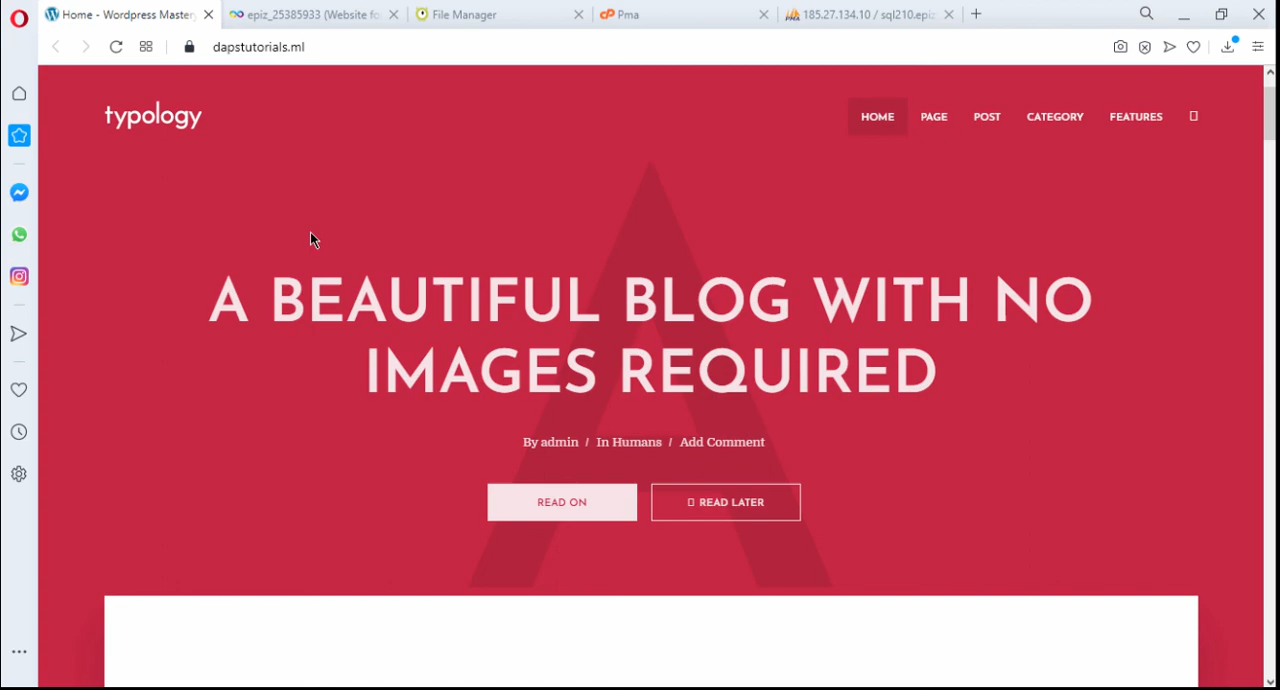 Home - Wordpress Mastery
epiz_25385933 (Website fo
File Manager
Pma
185.27.134.10 / sql210.epiz
dapstutorials.ml
typology
HOME
PAGE
POST
CATEGORY
FEATURES
A
A BEAUTIFUL BLOG WITH NO
IMAGES REQUIRED
By admin / In Humans / Add Comment
READ ON
READ LATER